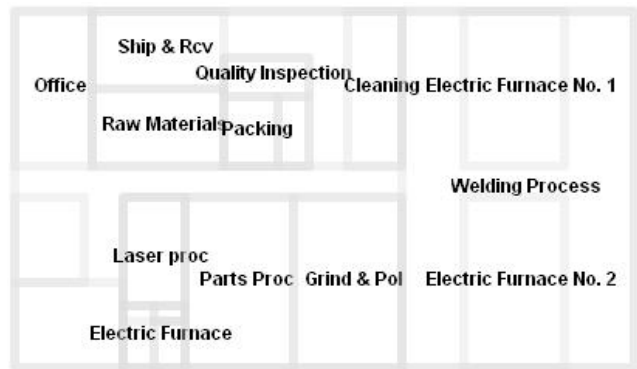 Ship & Rcv
Office
Quality Inspection
Cleaning
Electric Furnace No. 1
Raw Materials
Packing
Welding Process
Laser proc
Parts Proc
Grind & Pol
Electric Furnace No. 2
Electric Furnace